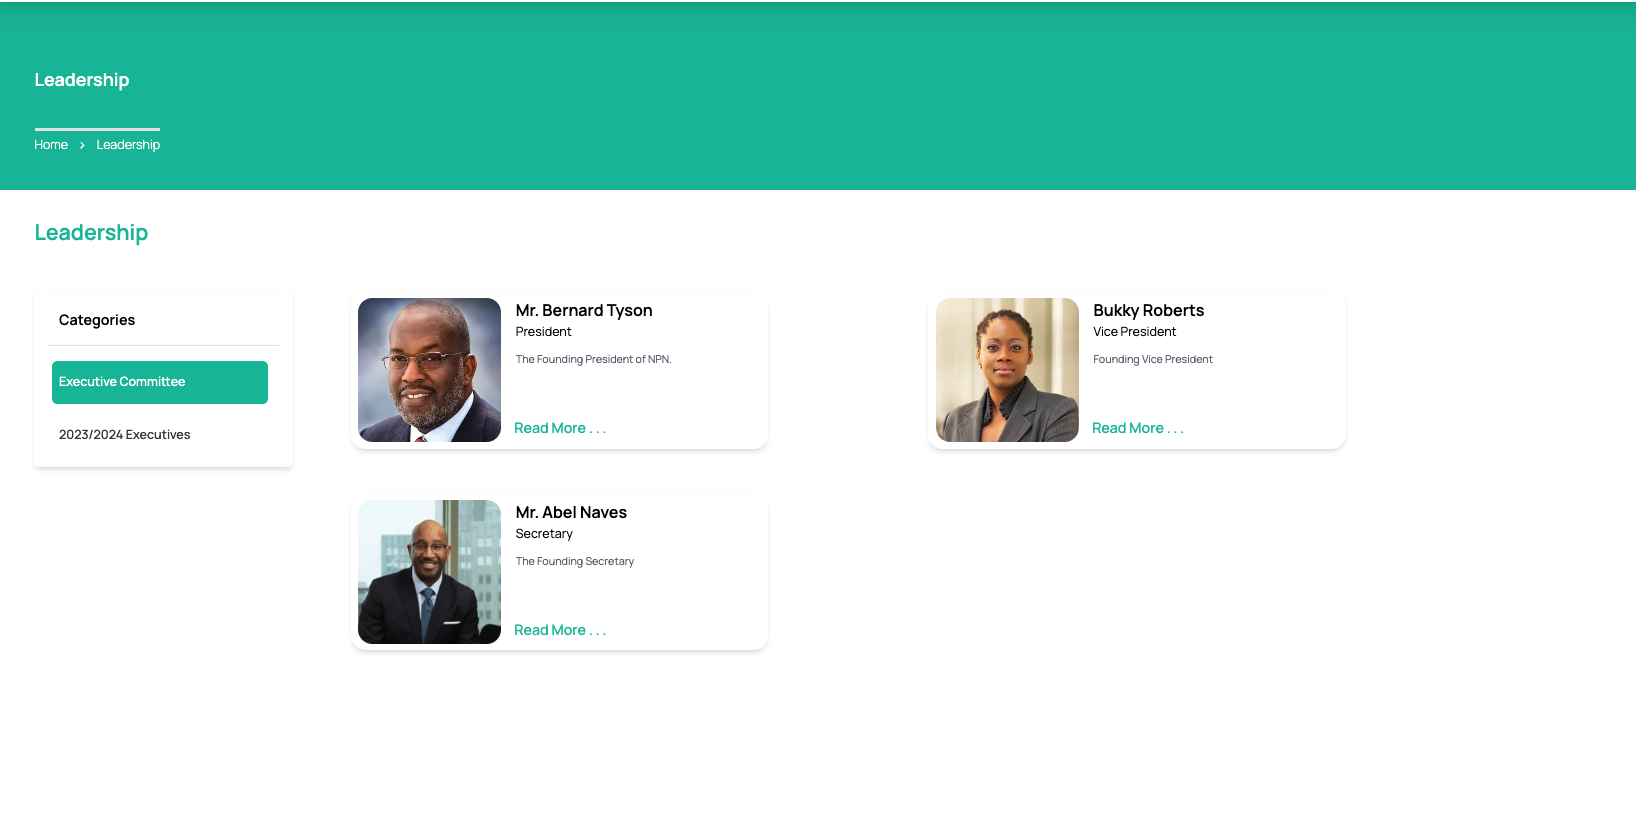 Leadership
Home > Leadership
Leadership
Categories
Executive Committee
2023/2024 Executives
Mr. Bernard Tyson
President
The Founding President of NPN.
Read More . . .
Bukky Roberts
Vice President
Founding Vice President
Read More . . .
Mr. Abel Naves
Secretary
The Founding Secretary
Read More . . .